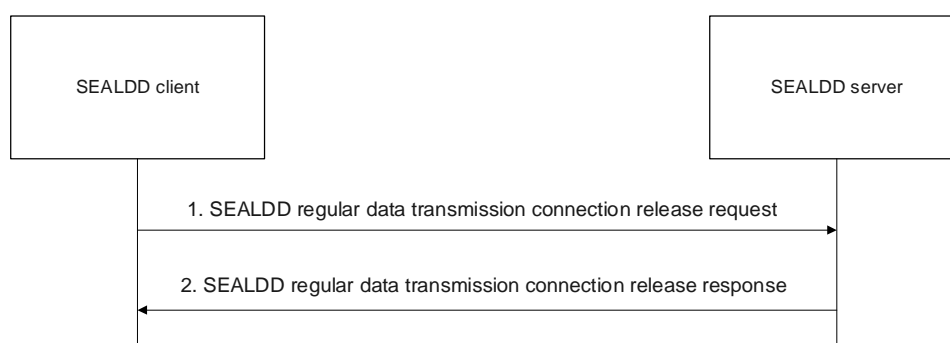 SEALDD client
SEALDD server
1. SEALDD regular data transmission connection release request
2. SEALDD regular data transmission connection release response